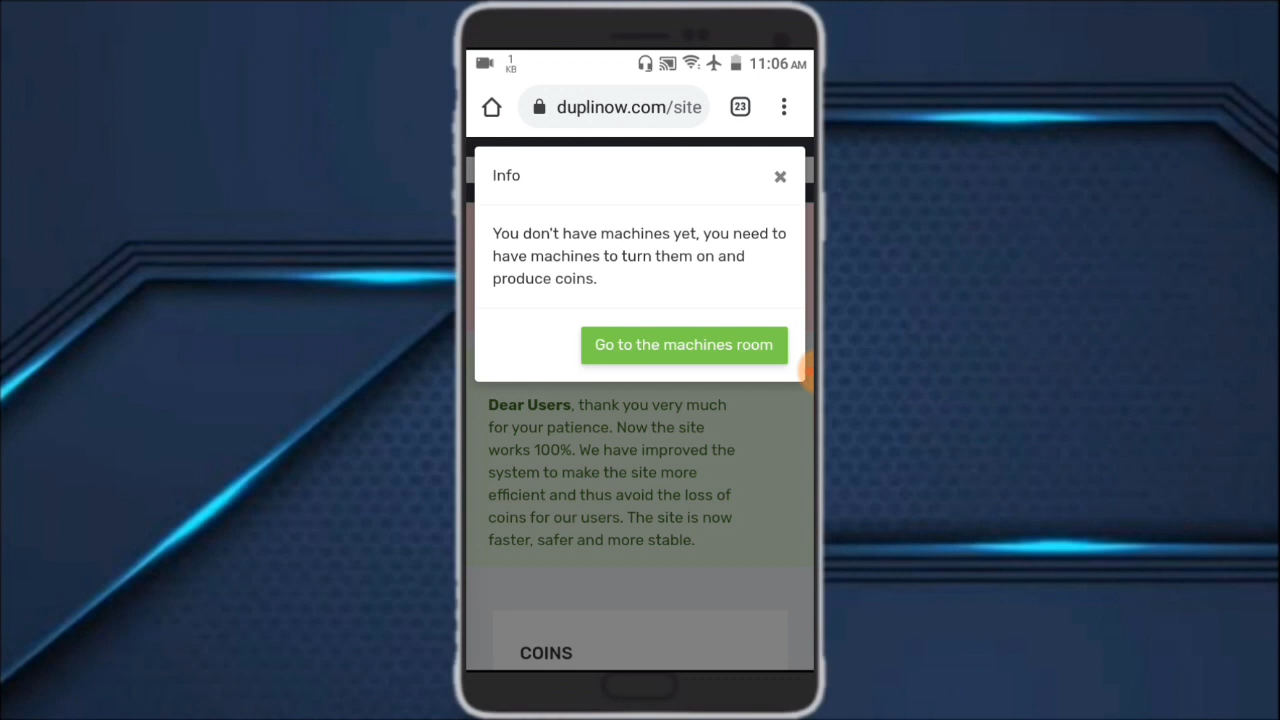 1
KB
11:06 AM
duplinow.com/site
23
Info
You don't have machines yet, you need to
have machines to turn them on and
produce coins.
Go to the machines room
Dear Users, thank you very much
for your patience. Now the site
works 100%. We have improved the
system to make the site more
efficient and thus avoid the loss of
coins for our users. The site is now
faster, safer and more stable.
COINS